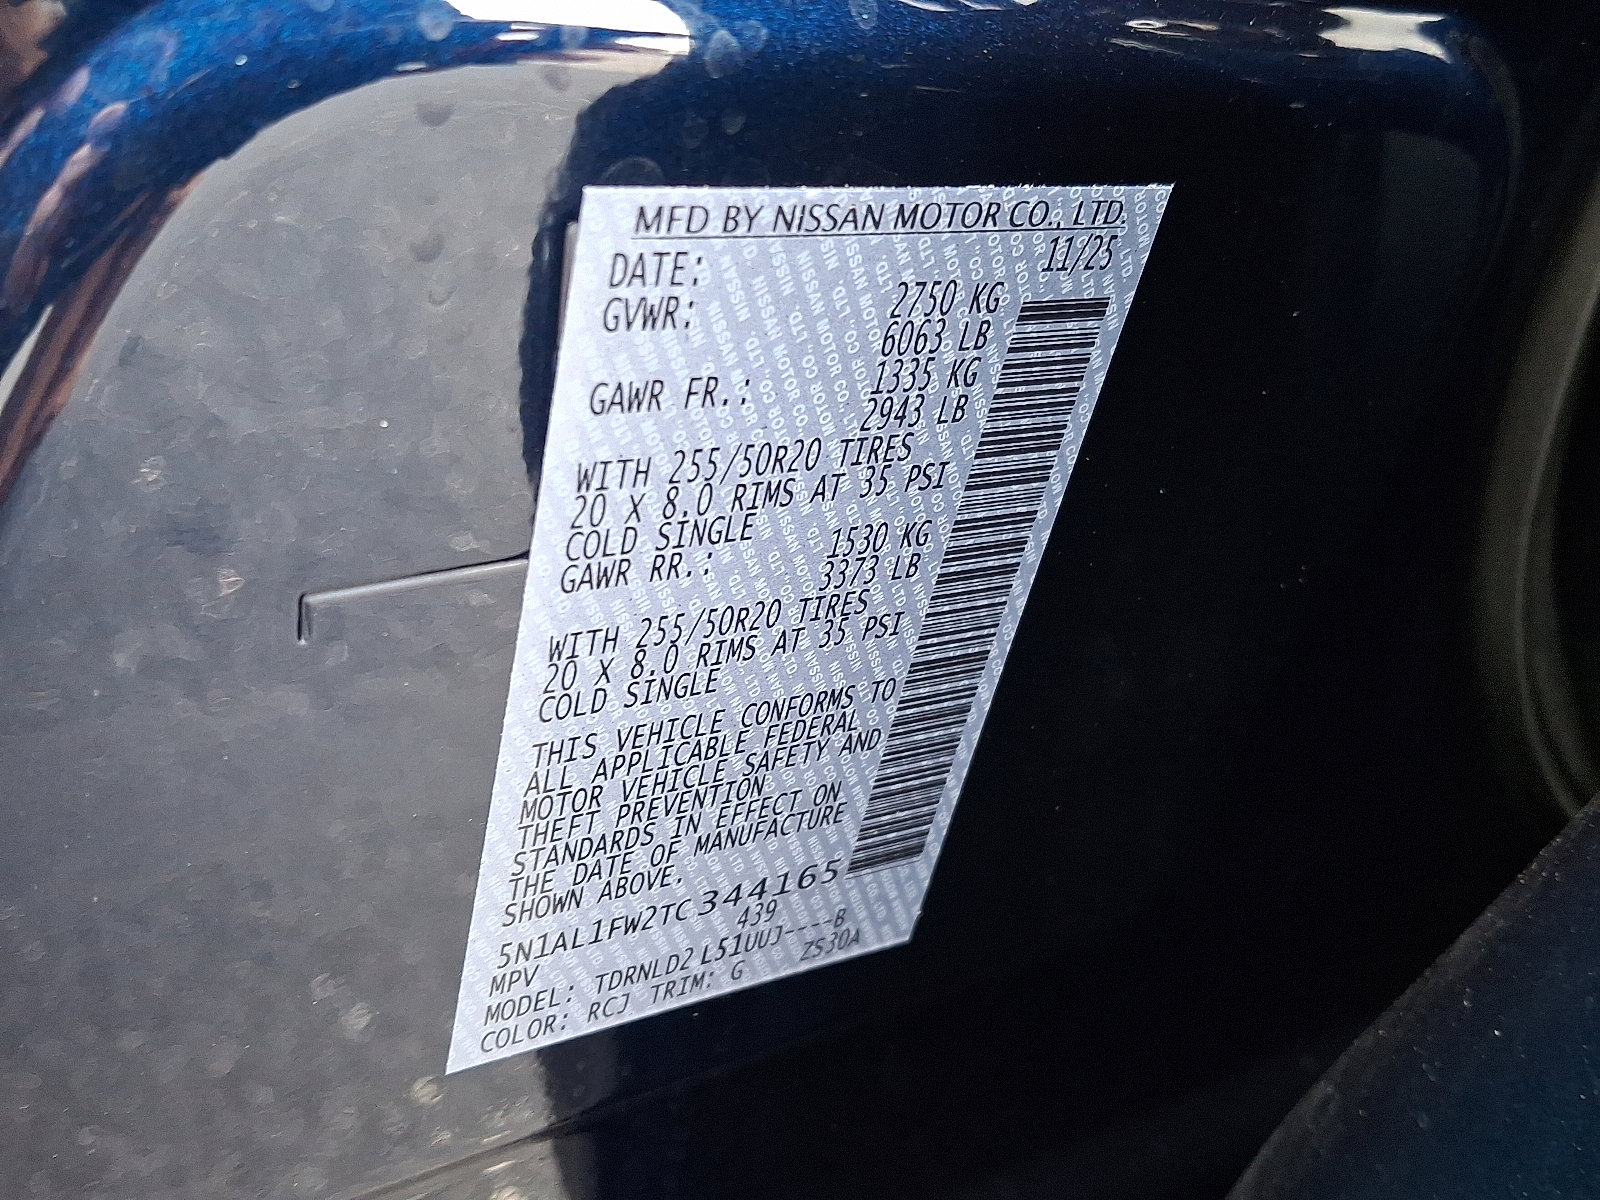 MFD BY NISSAN MOTOR CO., LTD.
DATE: 11/25
GVWR: 2750 KG
6063 LB
GAWR FR.: 1335 KG
2943 LB
WITH 255/50R20 TIRES
20 X 8.0 RIMS AT 35 PSI
COLD SINGLE
GAWR RR.: 1530 KG
3373 LB
WITH 255/50R20 TIRES
20 X 8.0 RIMS AT 35 PSI
COLD SINGLE
THIS VEHICLE CONFORMS TO
ALL APPLICABLE FEDERAL
MOTOR VEHICLE SAFETY AND
THEFT PREVENTION
STANDARDS IN EFFECT ON
THE DATE OF MANUFACTURE
SHOWN ABOVE.
5N1AL1FW2TC344165
MPV 439
MODEL: TDRNLD2 L51UUJ----B
COLOR: RCJ TRIM: G ZS30A